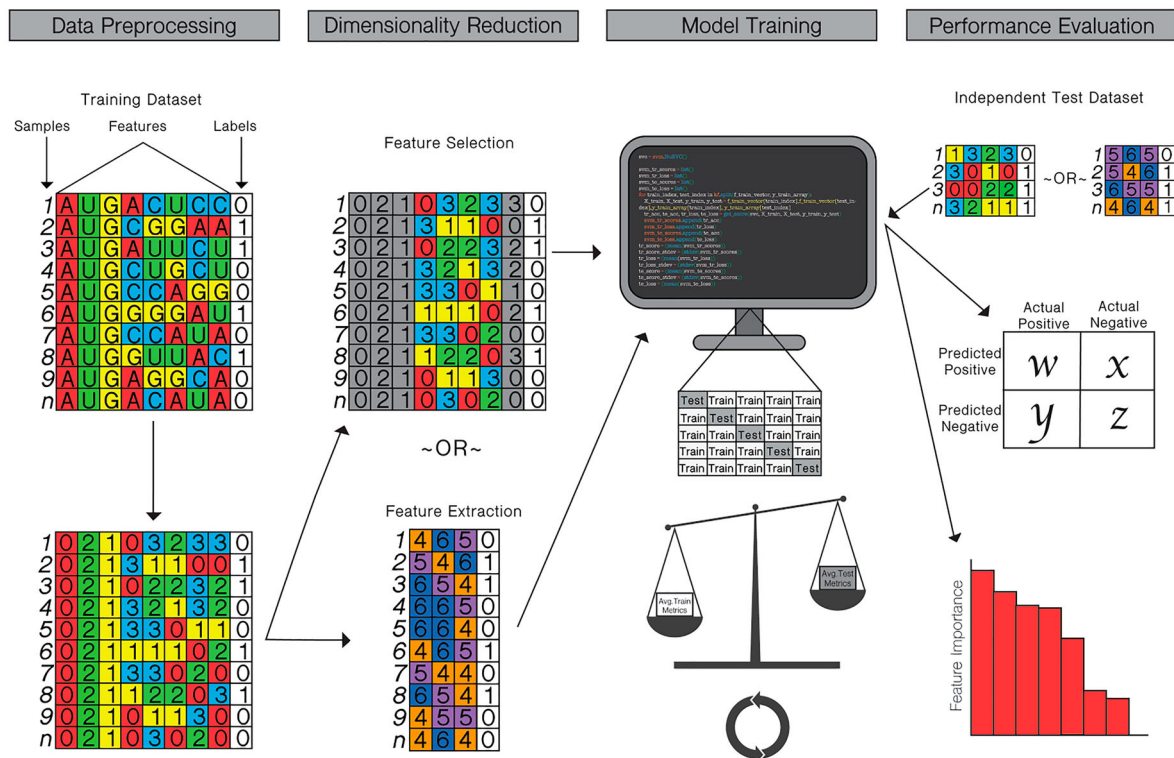 Data Preprocessing
Dimensionality Reduction
Model Training
Performance Evaluation
Training Dataset
Samples
Features
Labels
1 A U G A C U C C 0
2 A U G C G G A A 1
3 A U G A U U C U 1
4 A U G C U G C U 0
5 A U G C C A G G 0
6 A U G G G G A U 1
7 A U G C C A U A 0
8 A U G G U U A C 1
9 A U G A G G C A 0
n A U G A C A U A 0
1 0 2 1 0 3 2 3 3 0
2 0 2 1 3 1 1 0 0 1
3 0 2 1 0 2 2 3 2 1
4 0 2 1 3 2 1 3 2 0
5 0 2 1 3 3 0 1 1 0
6 0 2 1 1 1 1 0 2 1
7 0 2 1 3 3 0 2 0 0
8 0 2 1 1 2 2 0 3 1
9 0 2 1 0 1 1 3 0 0
n 0 2 1 0 3 0 2 0 0
Feature Selection
1 0 2 1 0 3 2 3 3 0
2 0 2 1 3 1 1 0 0 1
3 0 2 1 0 2 2 3 2 1
4 0 2 1 3 2 1 3 2 0
5 0 2 1 3 3 0 1 1 0
6 0 2 1 1 1 1 0 2 1
7 0 2 1 3 3 0 2 0 0
8 0 2 1 1 2 2 0 3 1
9 0 2 1 0 1 1 3 0 0
n 0 2 1 0 3 0 2 0 0
~OR~
Feature Extraction
1 4 6 5 0
2 5 4 6 1
3 6 5 4 1
4 6 6 5 0
5 6 6 4 0
6 4 6 5 1
7 5 4 4 0
8 6 5 4 1
9 4 5 5 0
n 4 6 4 0
Test Train Train Train Train
Train Test Train Train Train
Train Train Test Train Train
Train Train Train Test Train
Train Train Train Train Test
Avg.Train
Metrics
Avg.Test
Metrics
Independent Test Dataset
1 1 3 2 3 0
2 3 0 1 0 1
3 0 0 2 2 1
n 3 2 1 1 1
~OR~
1 5 6 5 0
2 5 4 6 1
3 6 5 5 1
n 4 6 4 1
Actual
Positive
Actual
Negative
Predicted
Positive
w
x
Predicted
Negative
y
z
Feature Importance